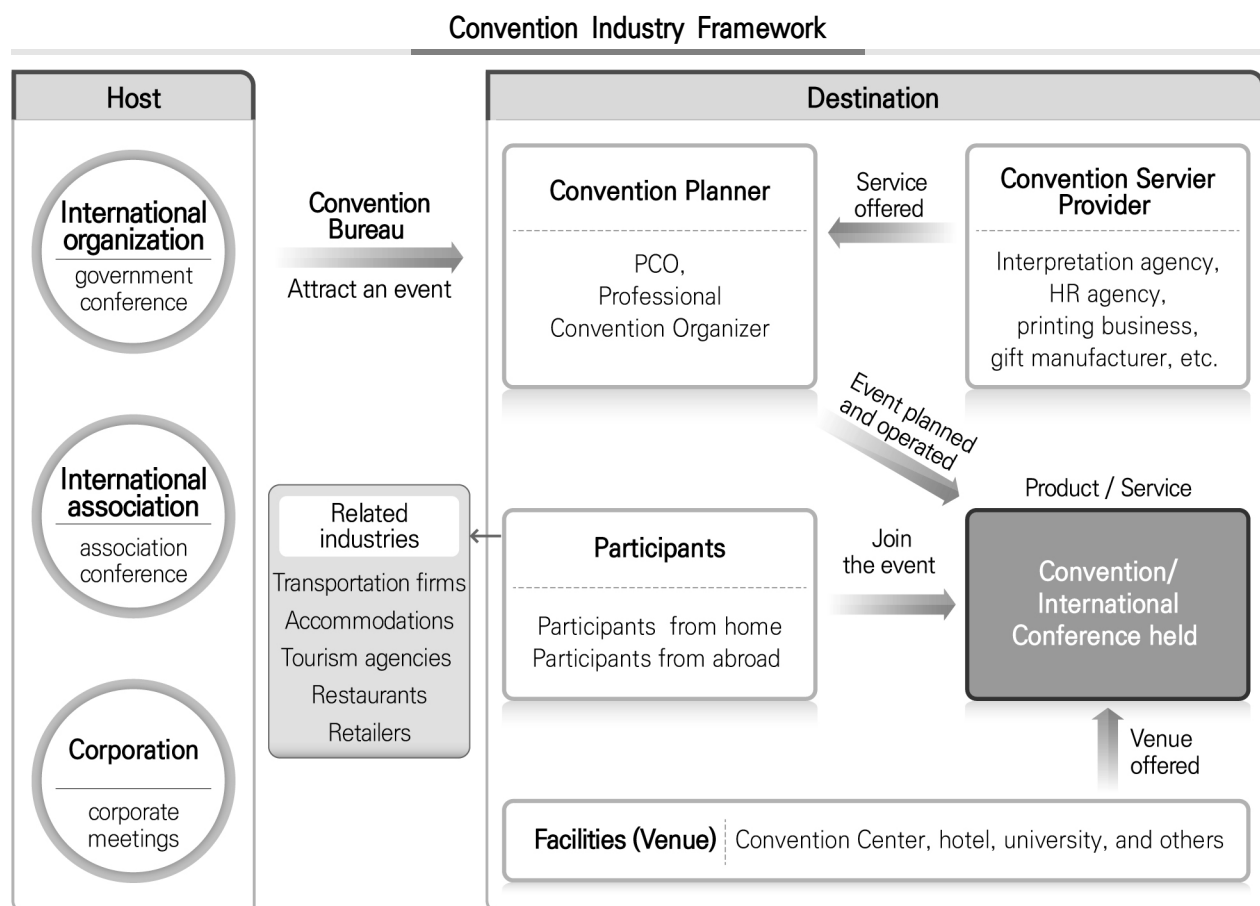 Convention Industry Framework
Host
International
organization
government
conference
International
association
association
conference
Corporation
corporate
meetings
Convention
Bureau
Attract an event
Related
industries
Transportation firms
Accommodations
Tourism agencies
Restaurants
Retailers
Destination
Convention Planner
PCO,
Professional
Convention Organizer
Service
offered
Convention Servier
Provider
Interpretation agency,
HR agency,
printing business,
gift manufacturer, etc.
Event planned
and operated
Participants
Participants from home
Participants from abroad
Join
the event
Product / Service
Convention/
International
Conference held
Venue
offered
Facilities (Venue)
Convention Center, hotel, university, and others